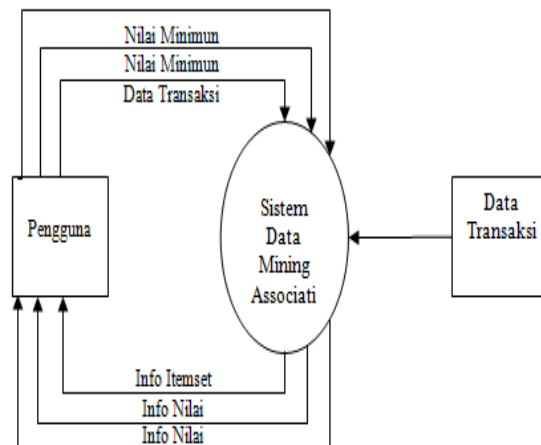 Nilai Minimun
Nilai Minimun
Data Transaksi
Pengguna
Sistem
Data
Mining
Associati
Data
Transaksi
Info Itemset
Info Nilai
Info Nilai